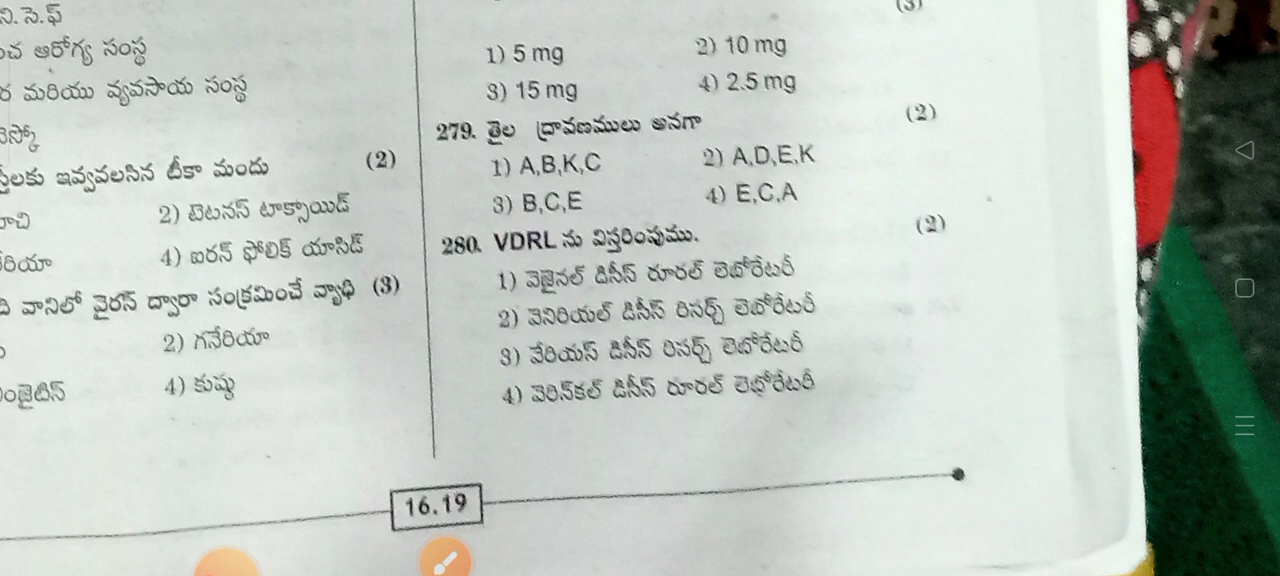 ని.సె.ఫ్
ఆరోగ్య సంస్థ
మరియు వ్యవసాయ సంస్థ
ఇవ్వవలసిన టీకా మందు (2)
2) టెటనస్ టాక్సాయిడ్
4) ఐరన్ ఫోలిక్ యాసిడ్
వానిలో వైరస్ ద్వారా సంక్రమించే వ్యాధి (3)
2) గనేరియా
4) కుష్ఠు
(3)
1) 5 mg 2) 10 mg
3) 15 mg 4) 2.5 mg
279. తైల ద్రావణములు అనగా (2)
1) A,B,K,C 2) A,D,E,K
3) B,C,E 4) E,C,A
280. VDRL ను విస్తరింపుము. (2)
1) వెజైనల్ డిసీస్ రూరల్ లెబోరేటరీ
2) వెనిరియల్ డిసీస్ రిసర్చ్ లెబోరేటరీ
3) వేరియస్ డిసీస్ రిసర్చ్ లెబోరేటరీ
4) వెరిన్‌కల్ డిసీస్ రూరల్ లెబోరేటరీ
16.19